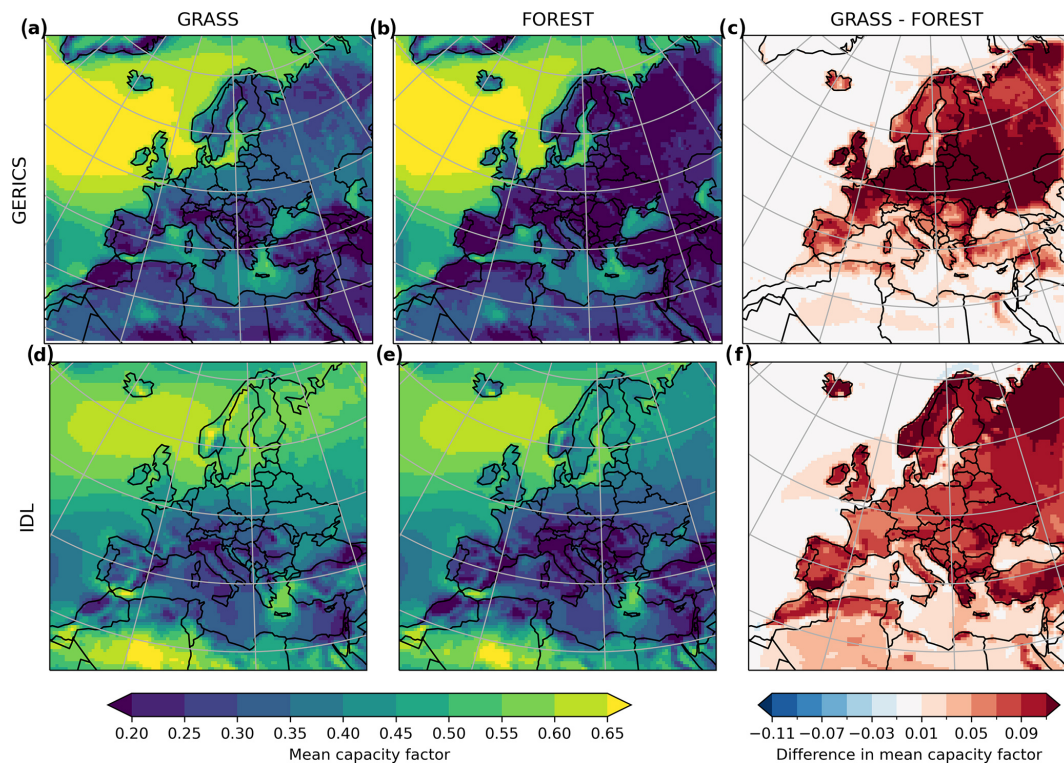 GRASS
FOREST
GRASS - FOREST
(a)
(b)
(c)
GERICS
(d)
(e)
(f)
IDL
0.20 0.25 0.30 0.35 0.40 0.45 0.50 0.55 0.60 0.65
Mean capacity factor
−0.11 −0.07 −0.03 0.01 0.05 0.09
Difference in mean capacity factor